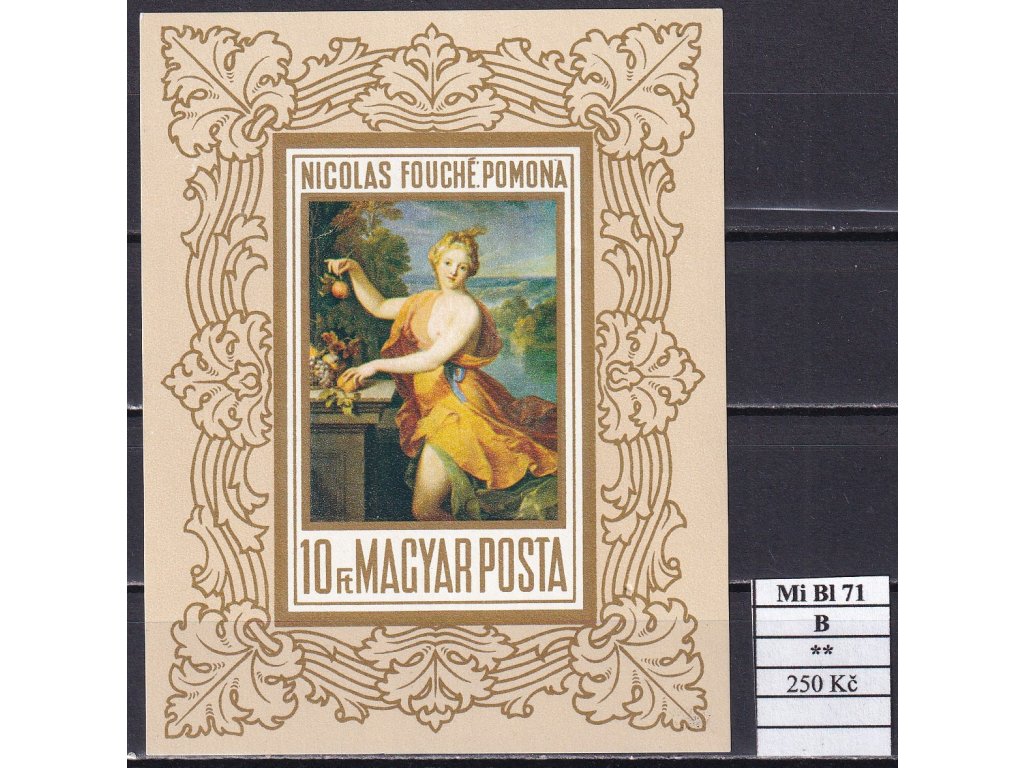 NICOLAS FOUCHÉ: POMONA
10 Ft MAGYAR POSTA
Mi Bl 71
B
**
250 Kč